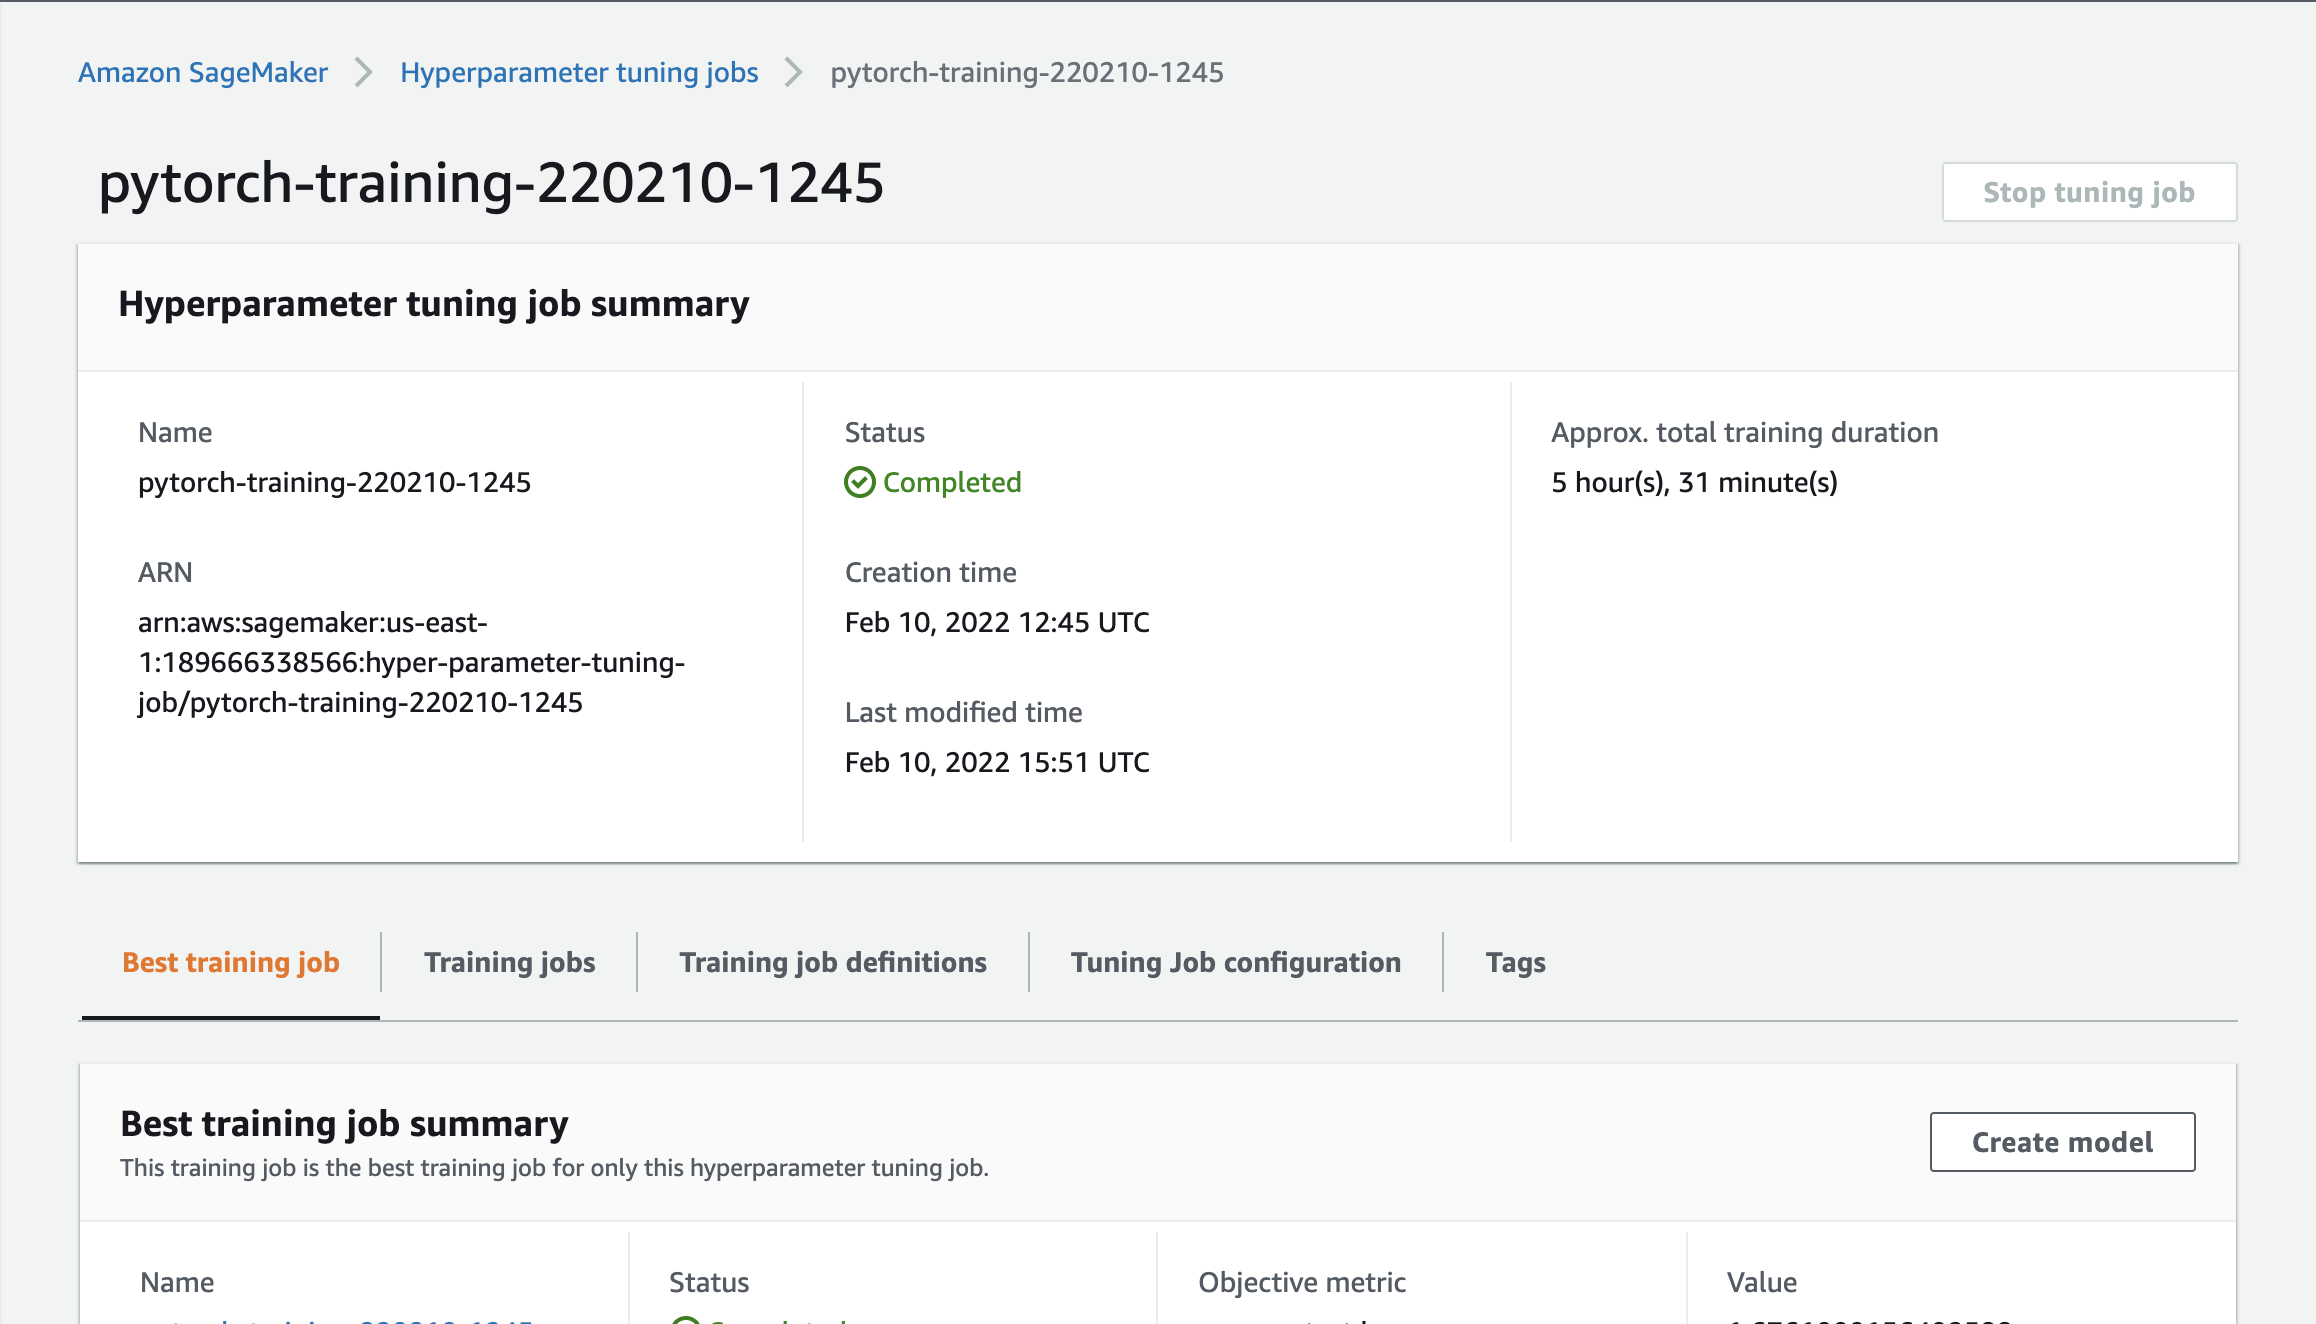 Amazon SageMaker > Hyperparameter tuning jobs > pytorch-training-220210-1245
pytorch-training-220210-1245
Stop tuning job
Hyperparameter tuning job summary
Name
pytorch-training-220210-1245
ARN
arn:aws:sagemaker:us-east-
1:189666338566:hyper-parameter-tuning-
job/pytorch-training-220210-1245
Status
Completed
Creation time
Feb 10, 2022 12:45 UTC
Last modified time
Feb 10, 2022 15:51 UTC
Approx. total training duration
5 hour(s), 31 minute(s)
Best training job
Training jobs
Training job definitions
Tuning Job configuration
Tags
Best training job summary
This training job is the best training job for only this hyperparameter tuning job.
Create model
Name
Status
Completed
Objective metric
Value